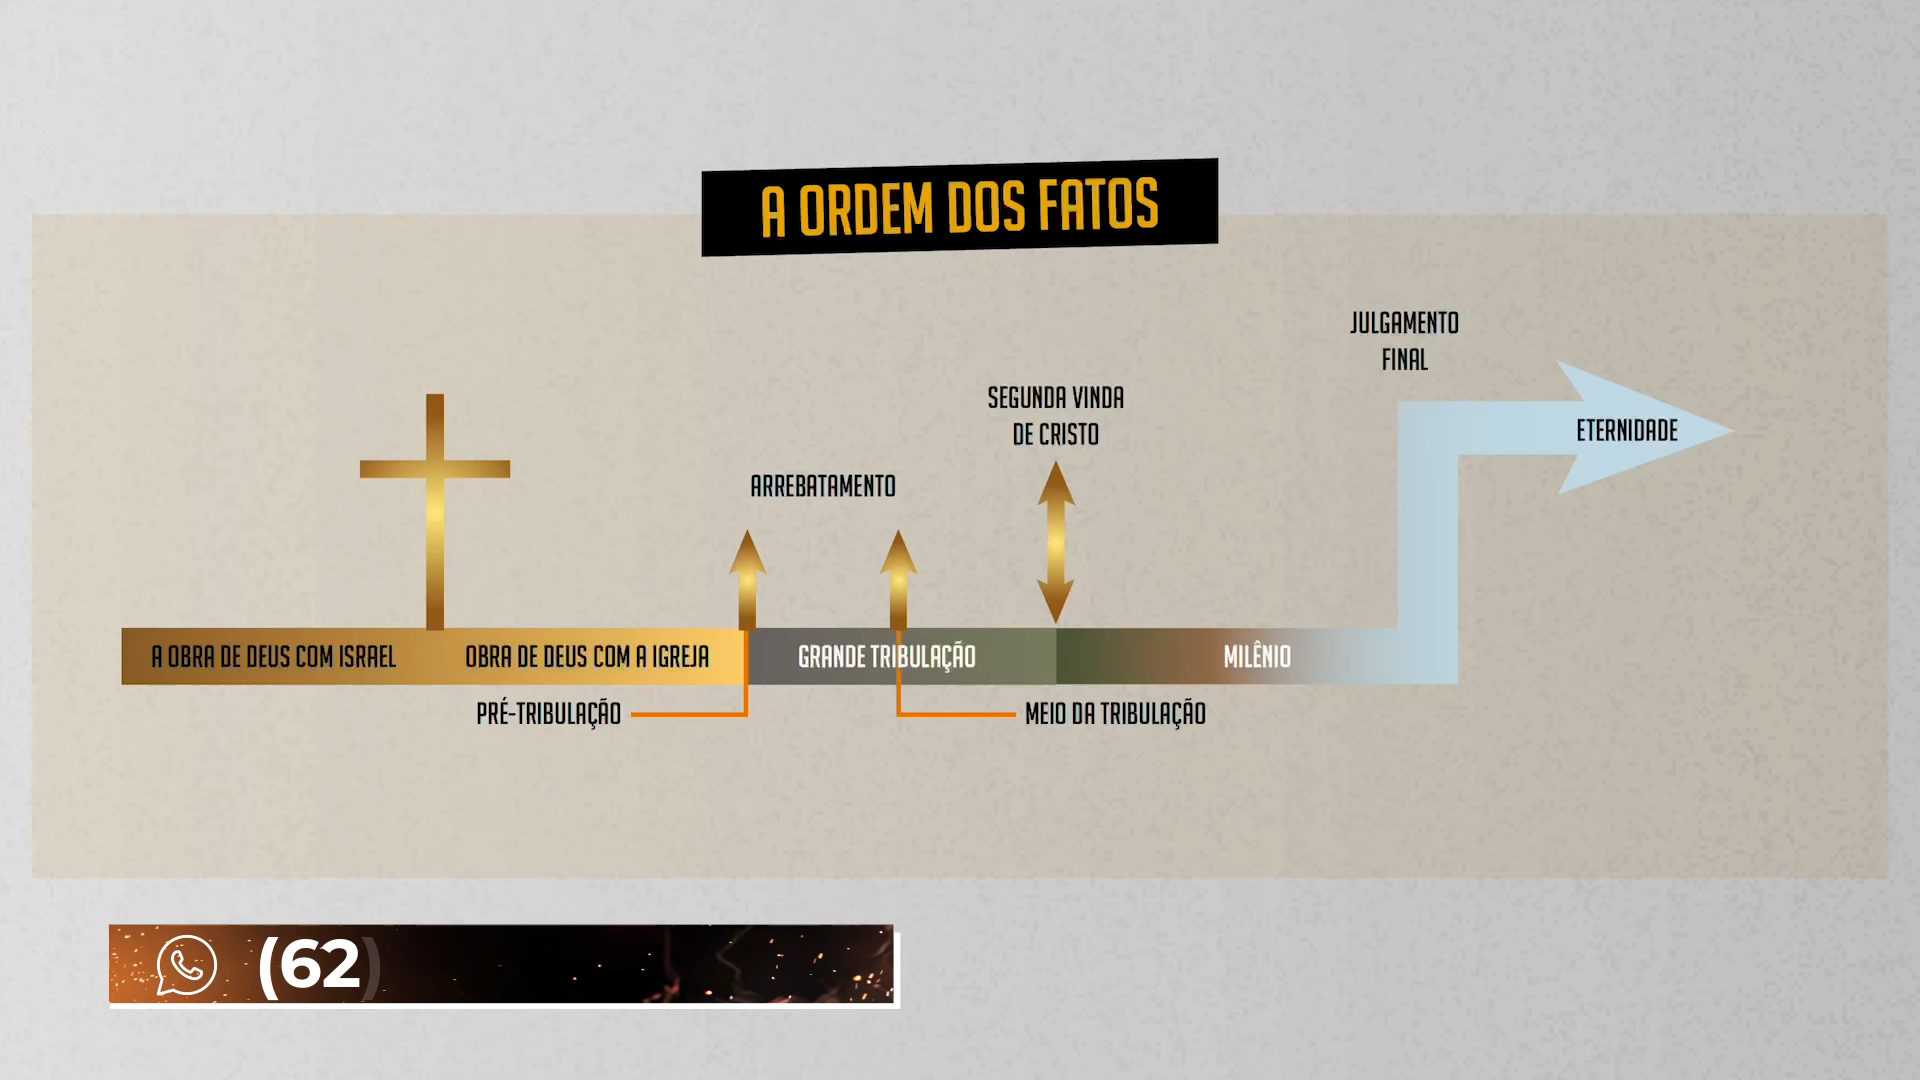 A ORDEM DOS FATOS
JULGAMENTO
FINAL
SEGUNDA VINDA
DE CRISTO
ETERNIDADE
ARREBATAMENTO
A OBRA DE DEUS COM ISRAEL
OBRA DE DEUS COM A IGREJA
GRANDE TRIBULAÇÃO
MILÊNIO
PRÉ-TRIBULAÇÃO
MEIO DA TRIBULAÇÃO
(62)